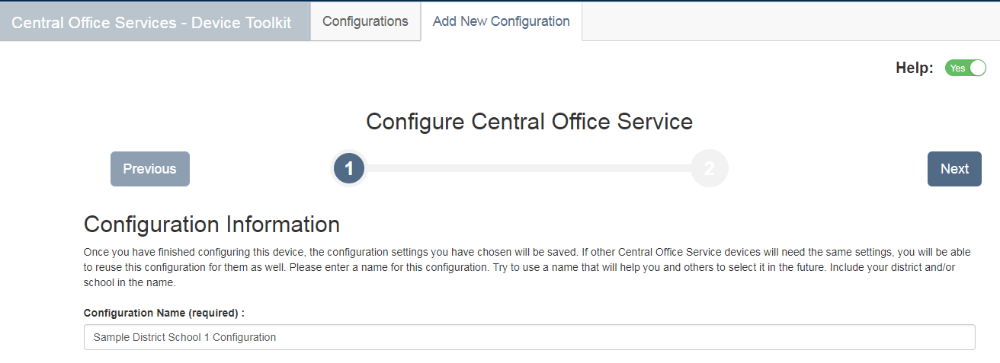 Central Office Services - Device Toolkit Configurations Add New Configuration
Help: Yes
Configure Central Office Service
Previous 1 2 Next
Configuration Information
Once you have finished configuring this device, the configuration settings you have chosen will be saved. If other Central Office Service devices will need the same settings, you will be able
to reuse this configuration for them as well. Please enter a name for this configuration. Try to use a name that will help you and others to select it in the future. Include your district and/or
school in the name.
Configuration Name (required) :
Sample District School 1 Configuration